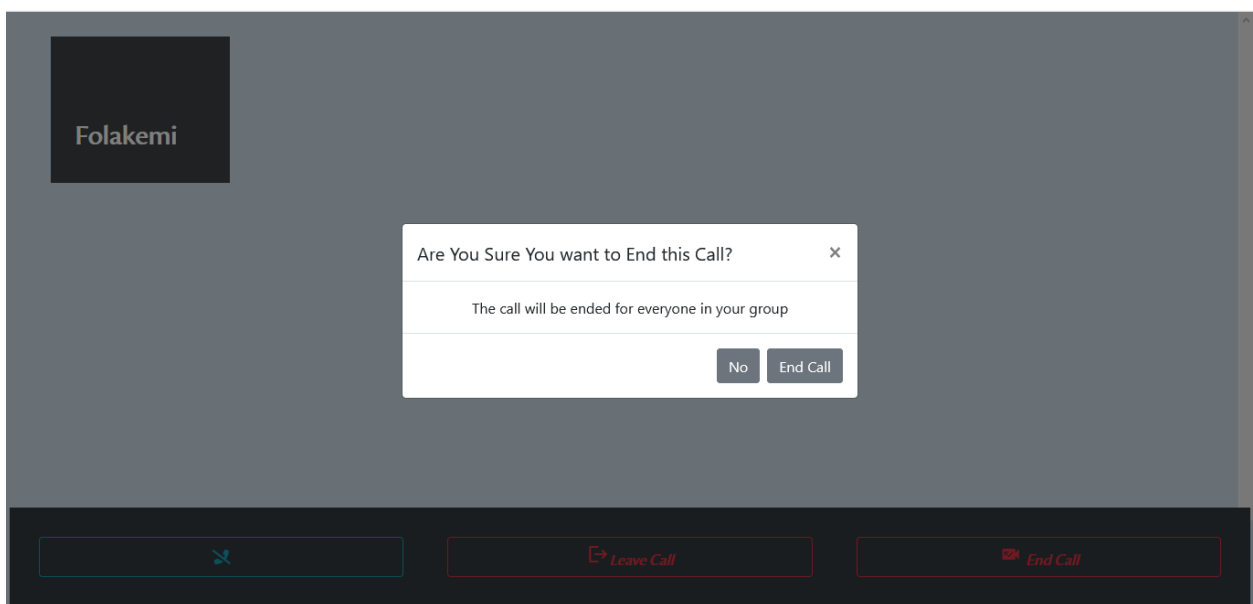 Folakemi
Are You Sure You want to End this Call? ×
The call will be ended for everyone in your group
No End Call
Leave Call End Call